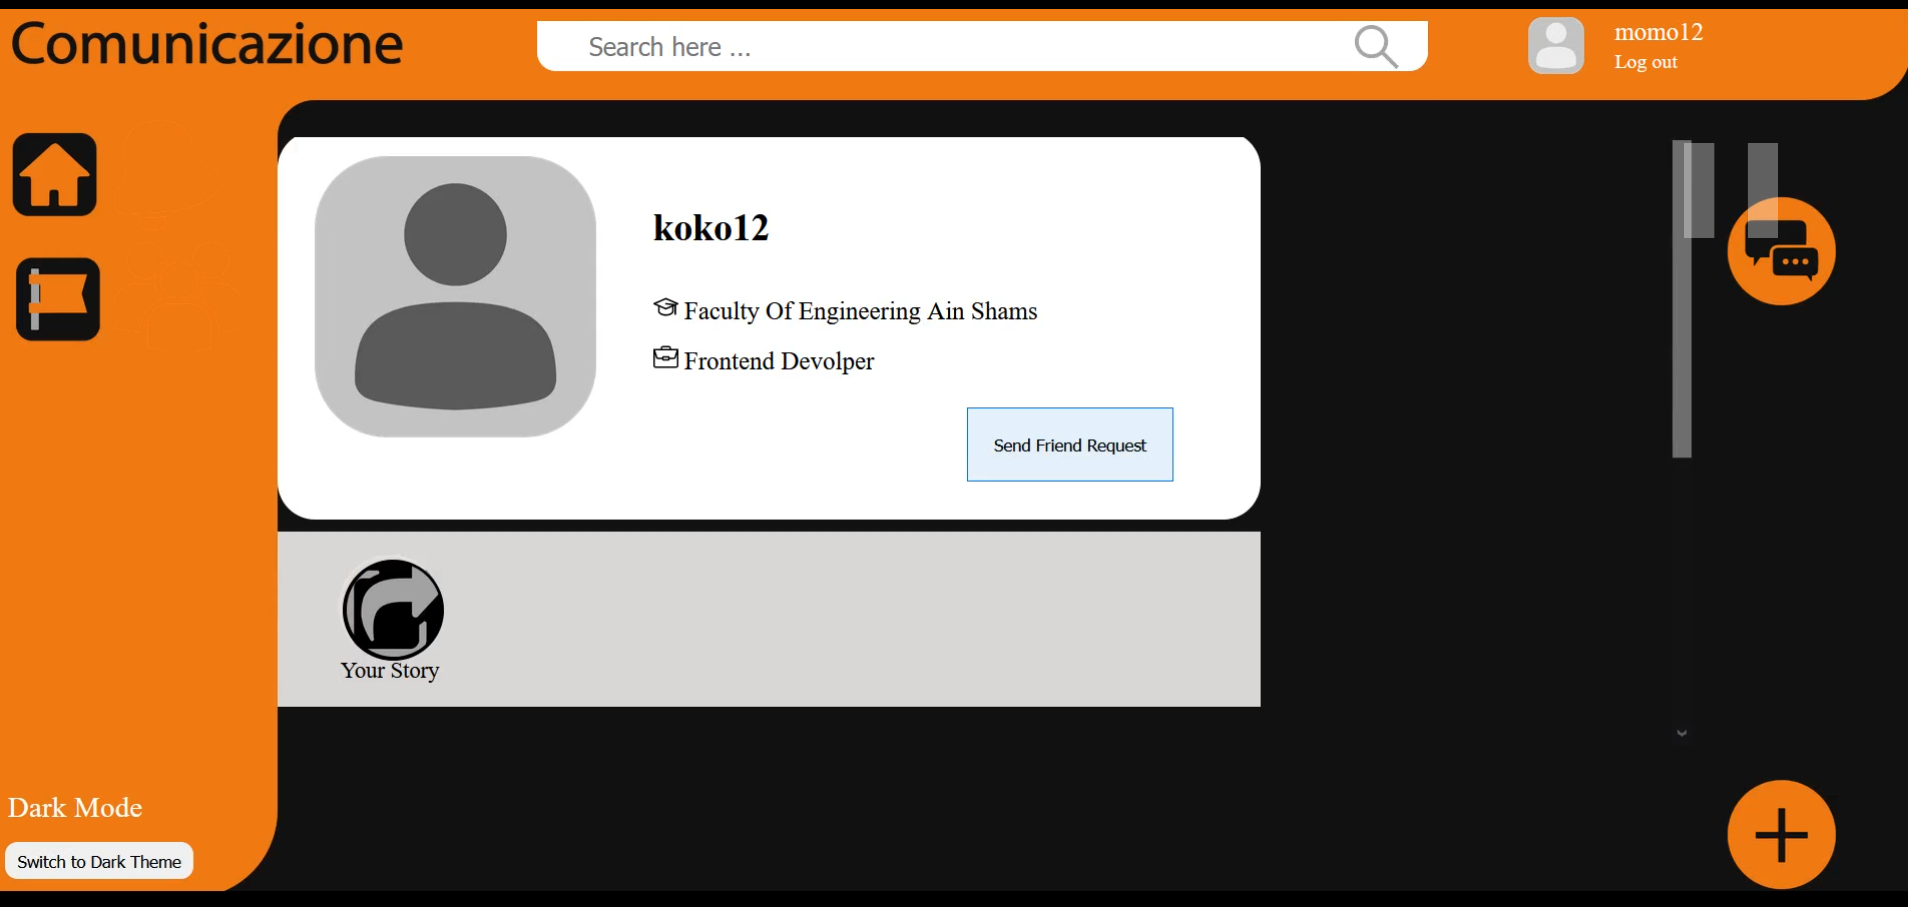 Comunicazione
Search here ...
momo12
Log out
koko12
Faculty Of Engineering Ain Shams
Frontend Devolper
Send Friend Request
Your Story
Dark Mode
Switch to Dark Theme